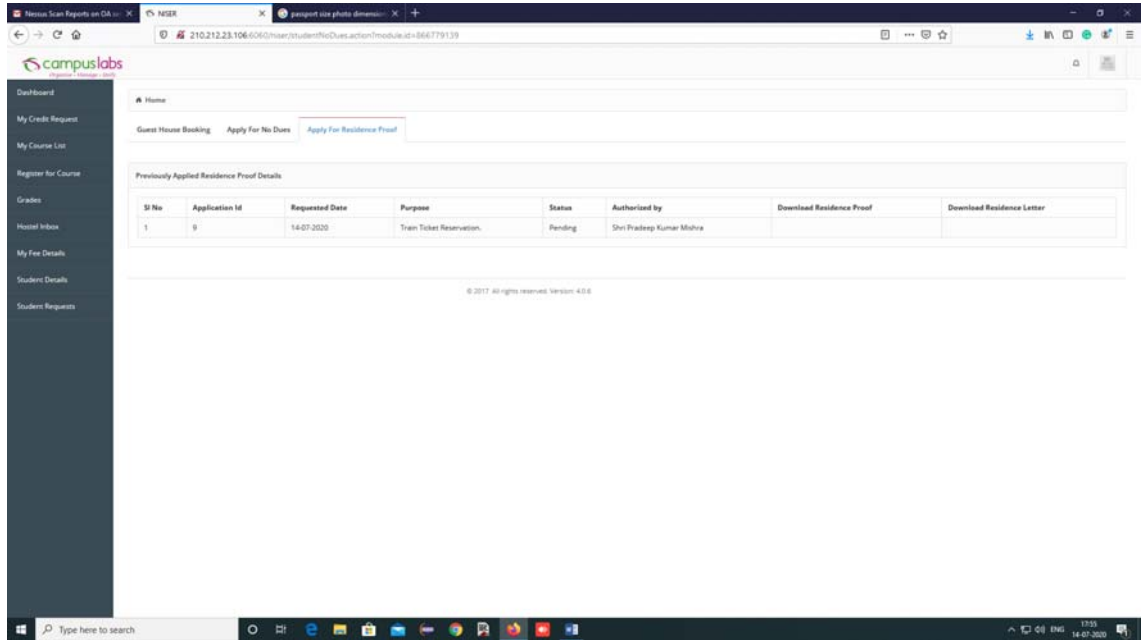 Nessus Scan Reports on OA
NISER
passport size photo dimension
210.212.23.106:6060/niser/studentNoDues.action?module.id=866779139
campuslabs
Dashboard
My Credit Request
My Course List
Register for Course
Grades
Hostel Inbox
My Fee Details
Student Details
Student Requests
Home
Guest House Booking Apply For No Dues Apply For Residence Proof
Previously Applied Residence Proof Details
Sl No Application Id Requested Date Purpose Status Authorized by Download Residence Proof Download Residence Letter
1 9 14-07-2020 Train Ticket Reservation. Pending Shri Pradeep Kumar Mishra
© 2017 All rights reserved. Version: 4.0.6
Type here to search
ENG
17:55
14-07-2020